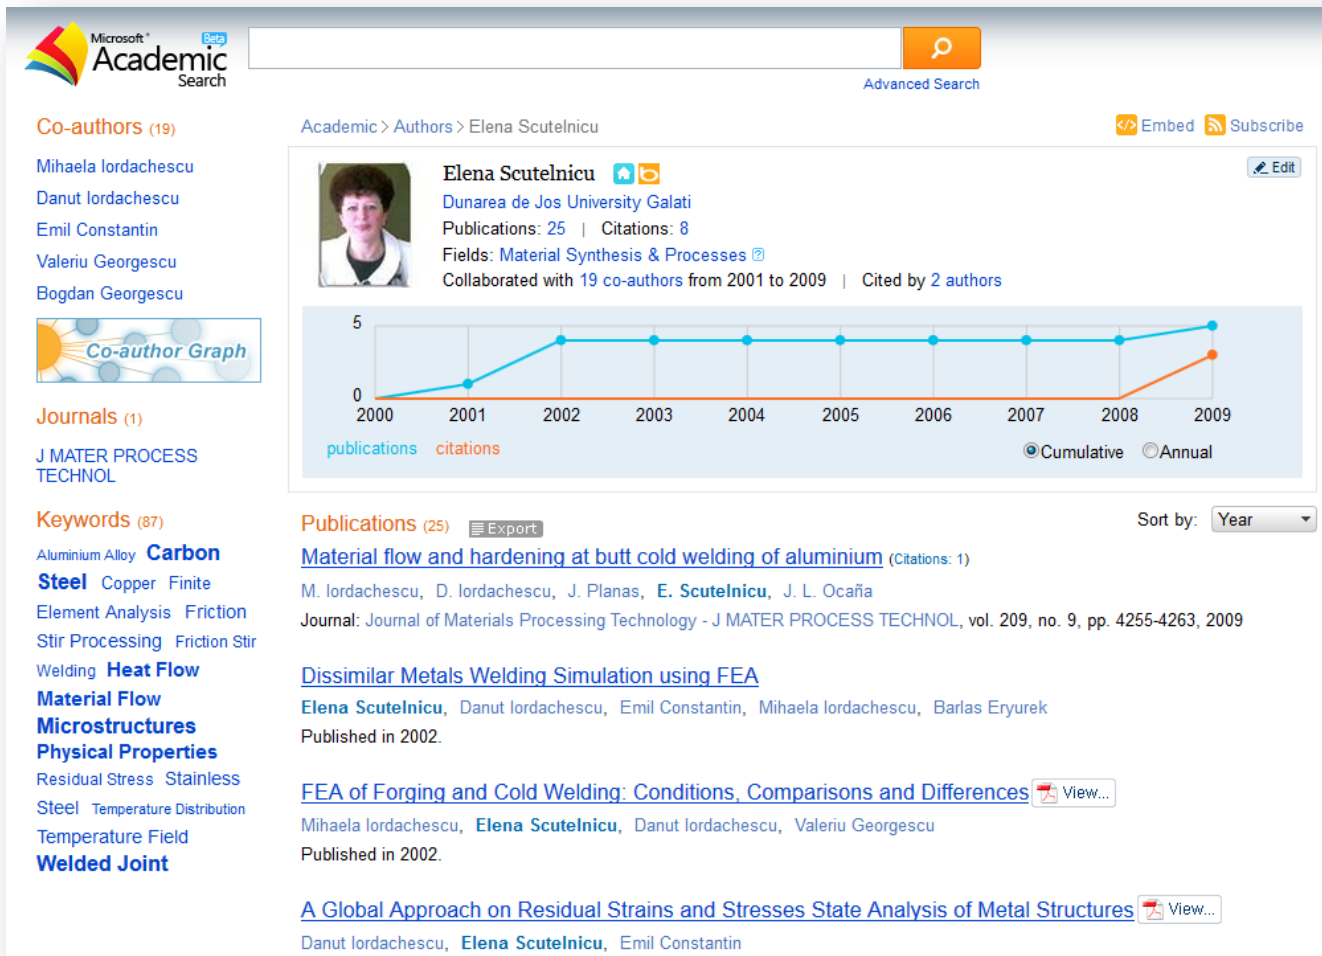 Microsoft®
Academic Beta
Search
Advanced Search
Co-authors (19)
Mihaela Iordachescu
Danut Iordachescu
Emil Constantin
Valeriu Georgescu
Bogdan Georgescu
Co-author Graph
Journals (1)
J MATER PROCESS
TECHNOL
Keywords (87)
Aluminium Alloy Carbon
Steel Copper Finite
Element Analysis Friction
Stir Processing Friction Stir
Welding Heat Flow
Material Flow
Microstructures
Physical Properties
Residual Stress Stainless
Steel Temperature Distribution
Temperature Field
Welded Joint
Academic > Authors > Elena Scutelnicu
Embed Subscribe
Elena Scutelnicu
Edit
Dunarea de Jos University Galati
Publications: 25 | Citations: 8
Fields: Material Synthesis & Processes ?
Collaborated with 19 co-authors from 2001 to 2009 | Cited by 2 authors
5
0
2000 2001 2002 2003 2004 2005 2006 2007 2008 2009
publications citations
Cumulative Annual
Publications (25) Export
Sort by: Year
Material flow and hardening at butt cold welding of aluminium (Citations: 1)
M. Iordachescu, D. Iordachescu, J. Planas, E. Scutelnicu, J. L. Ocaña
Journal: Journal of Materials Processing Technology - J MATER PROCESS TECHNOL, vol. 209, no. 9, pp. 4255-4263, 2009
Dissimilar Metals Welding Simulation using FEA
Elena Scutelnicu, Danut Iordachescu, Emil Constantin, Mihaela Iordachescu, Barlas Eryurek
Published in 2002.
FEA of Forging and Cold Welding: Conditions, Comparisons and Differences View...
Mihaela Iordachescu, Elena Scutelnicu, Danut Iordachescu, Valeriu Georgescu
Published in 2002.
A Global Approach on Residual Strains and Stresses State Analysis of Metal Structures View...
Danut Iordachescu, Elena Scutelnicu, Emil Constantin